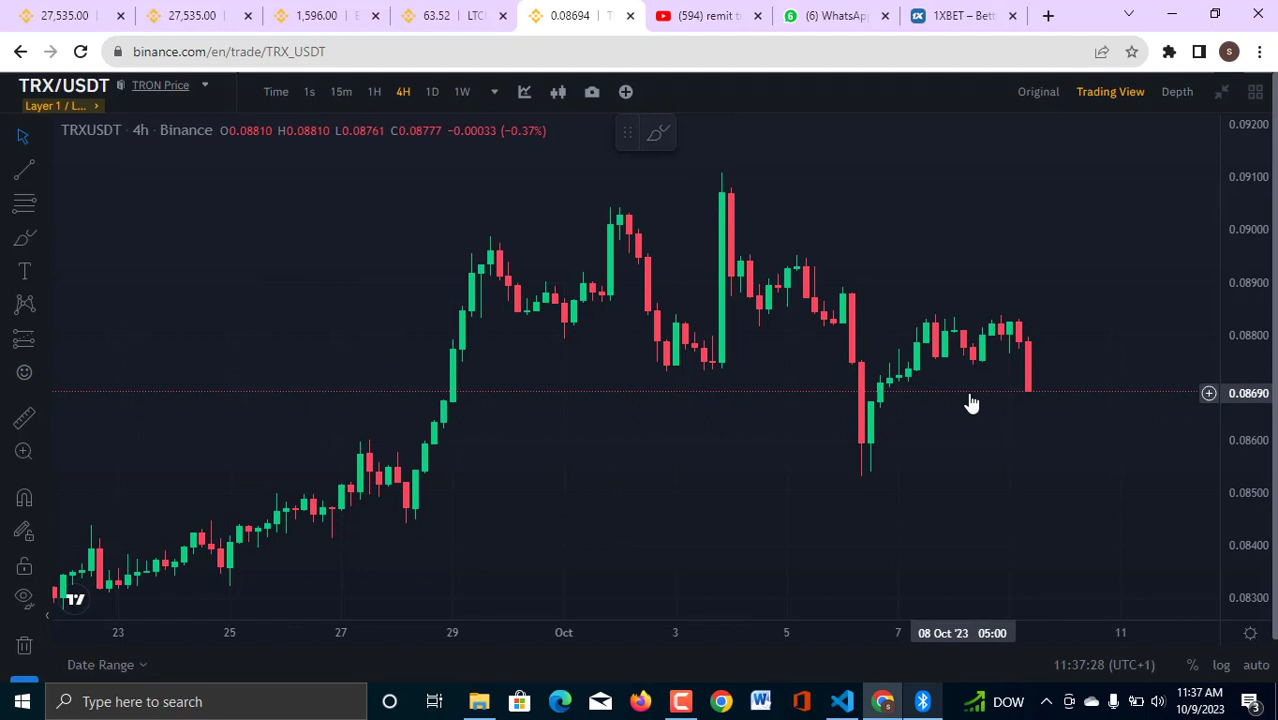 27,535.00
27,535.00
1,596.00
63.52 LTC
0.08694
(594) remit t
(6) WhatsApp
1XBET – Bett
binance.com/en/trade/TRX_USDT
S
TRX/USDT TRON Price
Layer 1 / L... >
Time 1s 15m 1H 4H 1D 1W
Original Trading View Depth
TRXUSDT · 4h · Binance O0.08810 H0.08810 L0.08761 C0.08777 −0.00033 (−0.37%)
0.09200
0.09100
0.09000
0.08900
0.08800
0.08690
0.08600
0.08500
0.08400
0.08300
23 25 27 29 Oct 3 5 7 08 Oct '23 05:00 11
Date Range
11:37:28 (UTC+1) % log auto
Type here to search
DOW
11:37 AM
10/9/2023
3